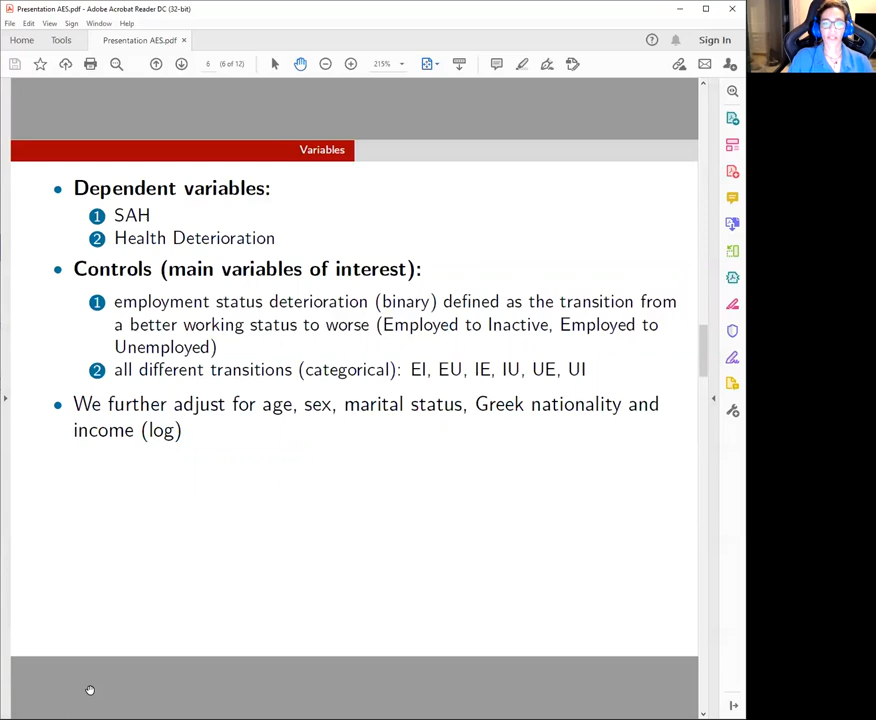 Presentation AES.pdf - Adobe Acrobat Reader DC (32-bit)
File Edit View Sign Window Help
Home Tools Presentation AES.pdf × Sign In
6 (6 of 12) 215%
Variables
• Dependent variables:
1 SAH
2 Health Deterioration
• Controls (main variables of interest):
1 employment status deterioration (binary) defined as the transition from
a better working status to worse (Employed to Inactive, Employed to
Unemployed)
2 all different transitions (categorical): EI, EU, IE, IU, UE, UI
• We further adjust for age, sex, marital status, Greek nationality and
income (log)